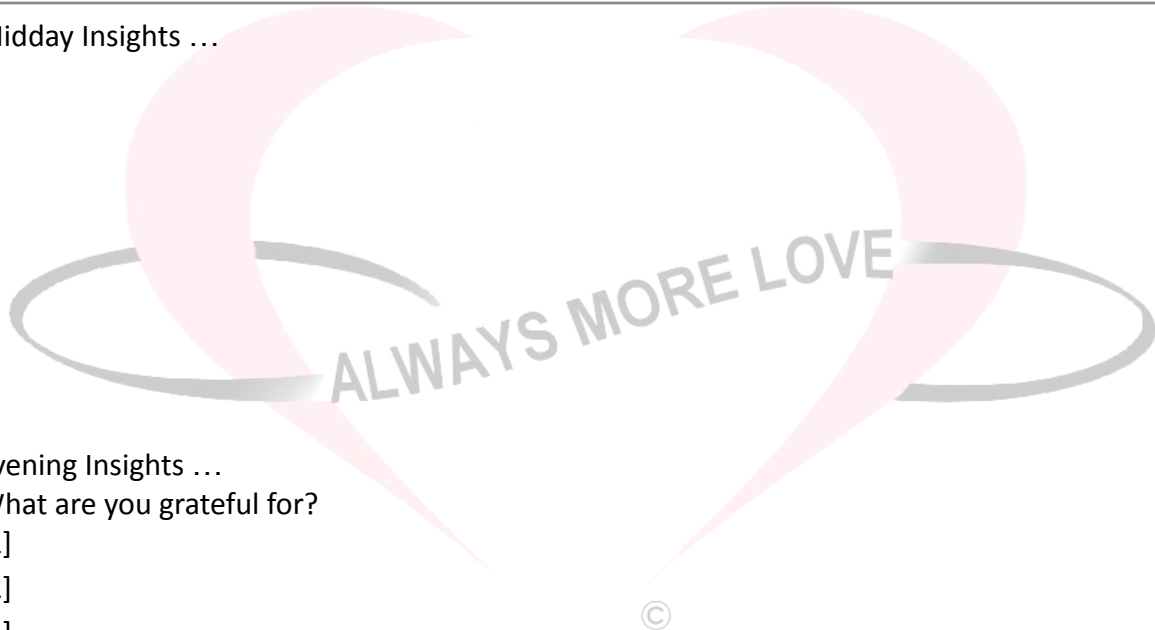 idday Insights …
ALWAYS MORE LOVE
vening Insights …
hat are you grateful for?
]
]
]
©